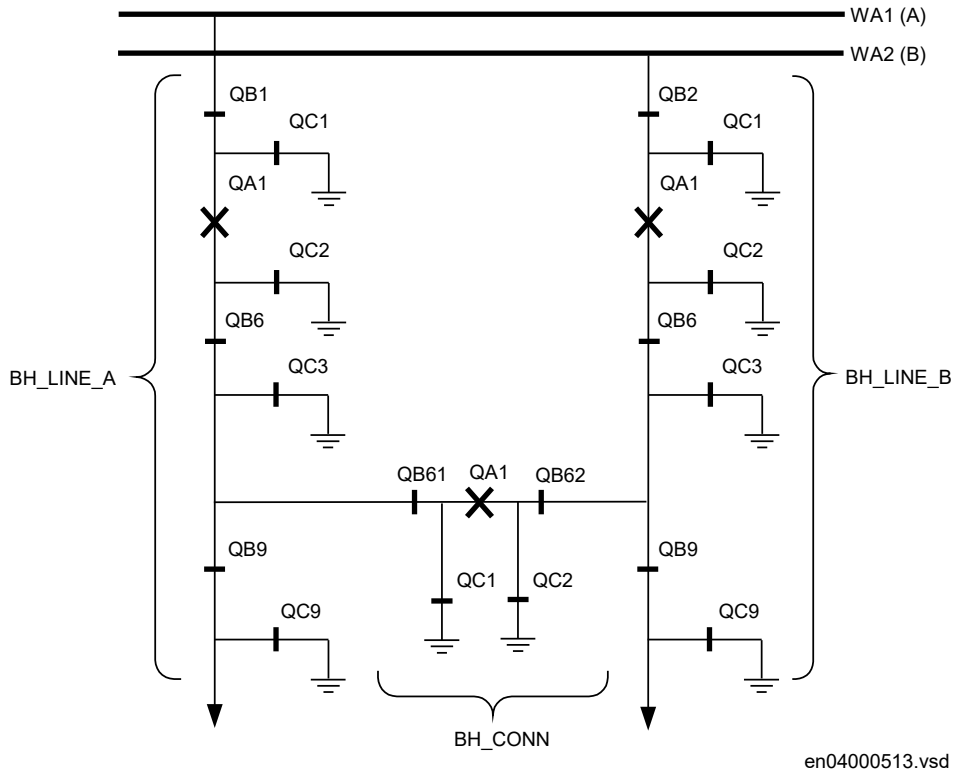 WA1 (A)
WA2 (B)
QB1
QB2
QC1
QC1
QA1
QA1
QC2
QC2
QB6
QB6
QC3
QC3
BH_LINE_A
BH_LINE_B
QB61
QA1
QB62
QB9
QB9
QC1
QC2
QC9
QC9
BH_CONN
en04000513.vsd